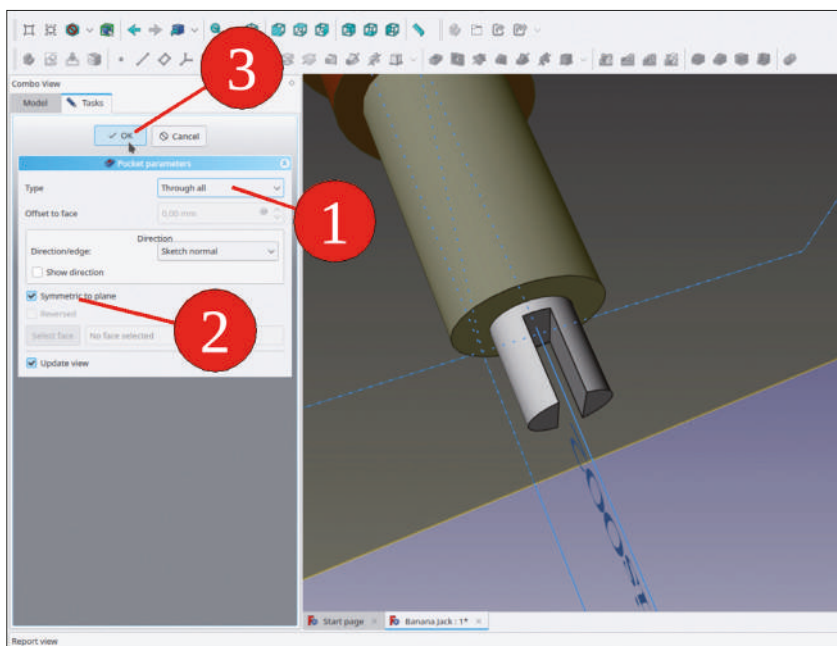 3
Combo View
Model
Tasks
OK
Cancel
Pocket parameters
Type
Through all
1
Offset to face
0,00 mm
Direction
Direction/edge:
Sketch normal
Show direction
Symmetric to plane
2
Reversed
Select face
No face selected
Update view
Start page
Banana Jack : 1*
Report view